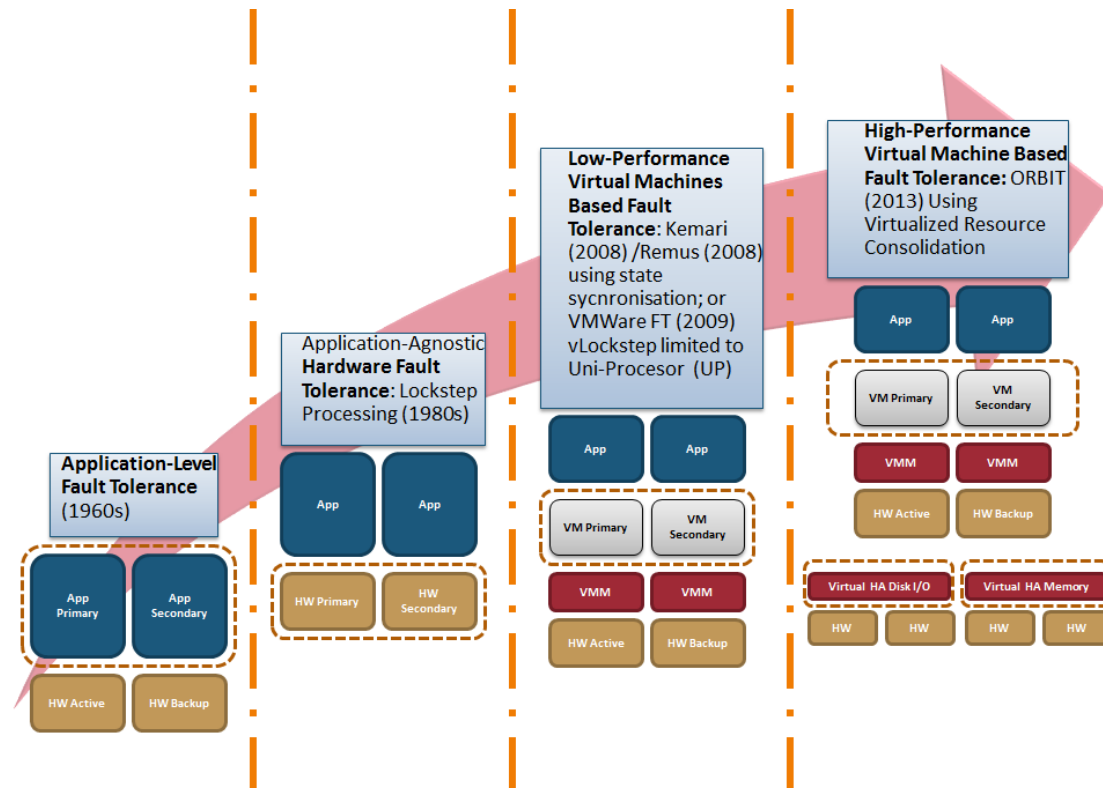 Application-Level
Fault Tolerance
(1960s)
App
Primary
App
Secondary
HW Active
HW Backup
Application-Agnostic
Hardware Fault
Tolerance: Lockstep
Processing (1980s)
App
App
HW Primary
HW
Secondary
Low-Performance
Virtual Machines
Based Fault
Tolerance: Kemari
(2008) /Remus (2008)
using state
sycnronisation; or
VMWare FT (2009)
vLockstep limited to
Uni-Procesor (UP)
App
App
VM Primary
VM
Secondary
VMM
VMM
HW Active
HW Backup
High-Performance
Virtual Machine Based
Fault Tolerance: ORBIT
(2013) Using
Virtualized Resource
Consolidation
App
App
VM Primary
VM
Secondary
VMM
VMM
HW Active
HW Backup
Virtual HA Disk I/O
Virtual HA Memory
HW
HW
HW
HW